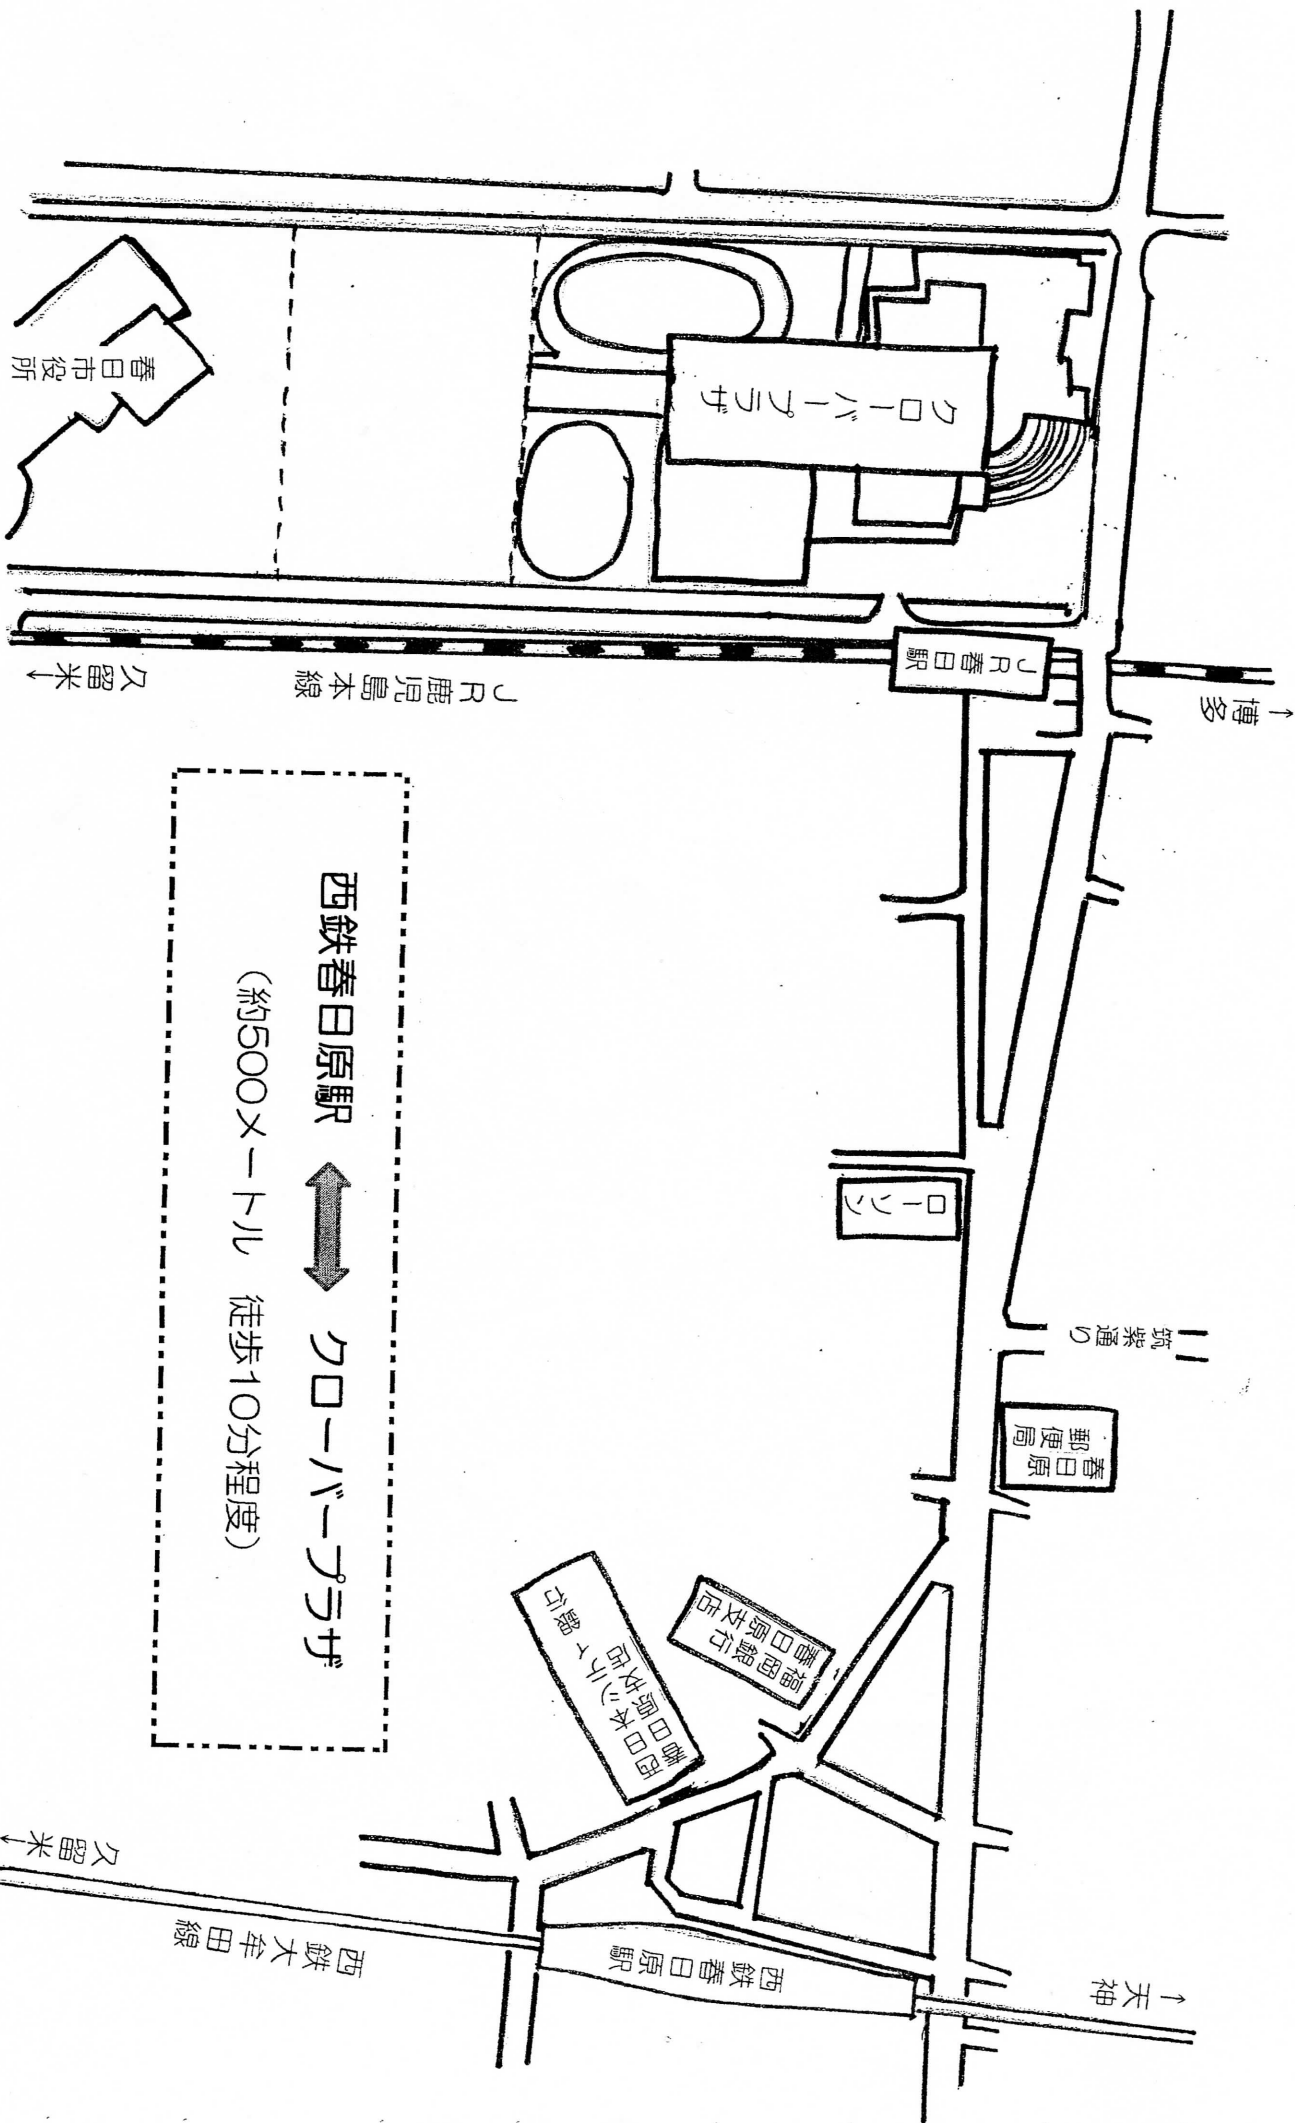 西鉄春日原駅 クローバープラザ
(約500メートル 徒歩10分程度)
クローバープラザ
春日市役所
JR春日駅
JR鹿児島本線
久留米←
↑博多
ローソン
筑紫通り
春日原
郵便局
福岡銀行
春日原支店
西日本シティ銀行
春日原支店
西鉄春日原駅
西鉄大牟田線
久留米←
↑天神